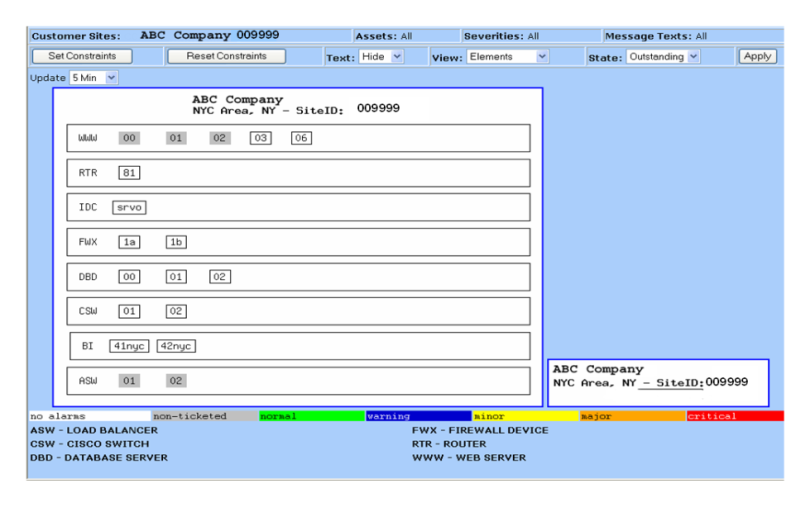 Customer Sites: ABC Company 009999 Assets: All Severities: All Message Texts: All
Set Constraints Reset Constraints Text: Hide View: Elements State: Outstanding Apply
Update 5 Min
ABC Company
NYC Area, NY - SiteID: 009999
WWW 00 01 02 03 06
RTR 81
IDC srvo
FWX 1a 1b
DBD 00 01 02
CSW 01 02
BI 41nyc 42nyc
ASW 01 02
ABC Company
NYC Area, NY - SiteID: 009999
no alarms non-ticketed normal warning minor major critical
ASW - LOAD BALANCER FWX - FIREWALL DEVICE
CSW - CISCO SWITCH RTR - ROUTER
DBD - DATABASE SERVER WWW - WEB SERVER